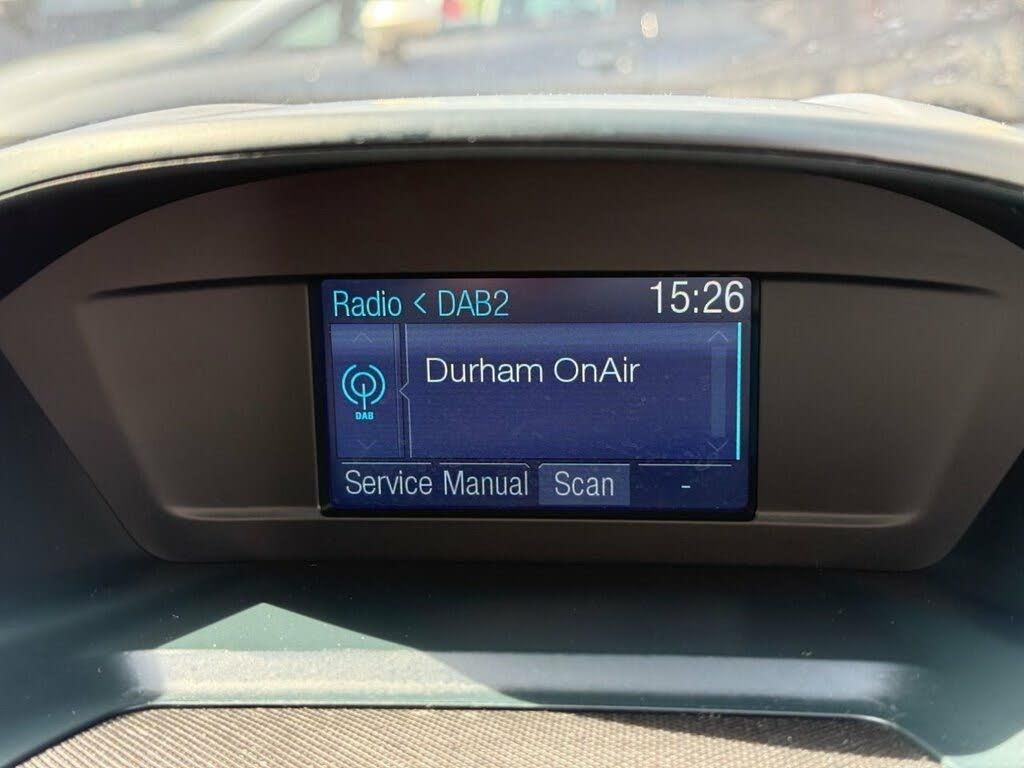 Radio < DAB2 15:26
Durham OnAir
DAB
Service Manual Scan -